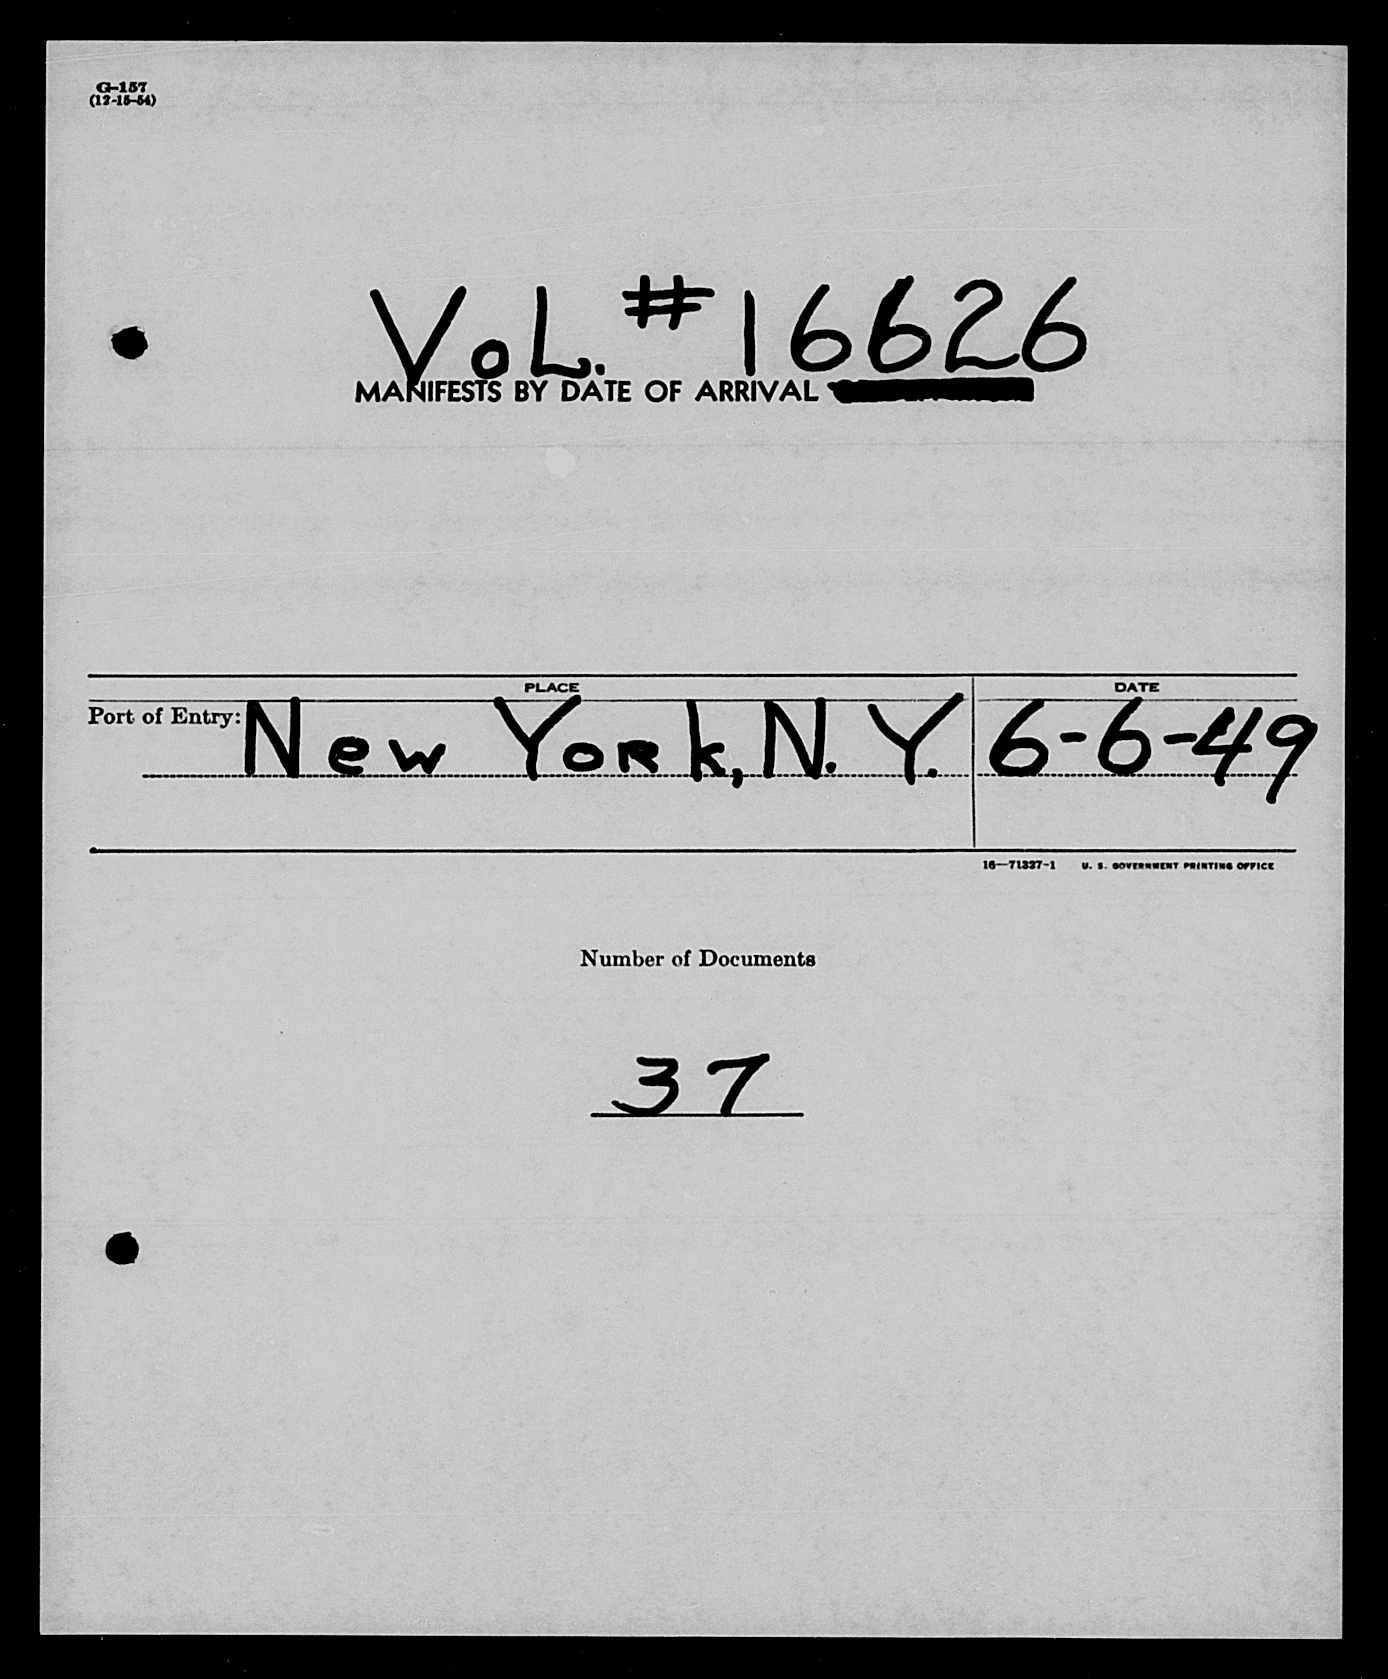 G-157
(12-15-54)
VOL. #16626
MANIFESTS BY DATE OF ARRIVAL
PLACE DATE
Port of Entry: New York, N. Y. 6-6-49
16—71327-1 U. S. GOVERNMENT PRINTING OFFICE
Number of Documents
37